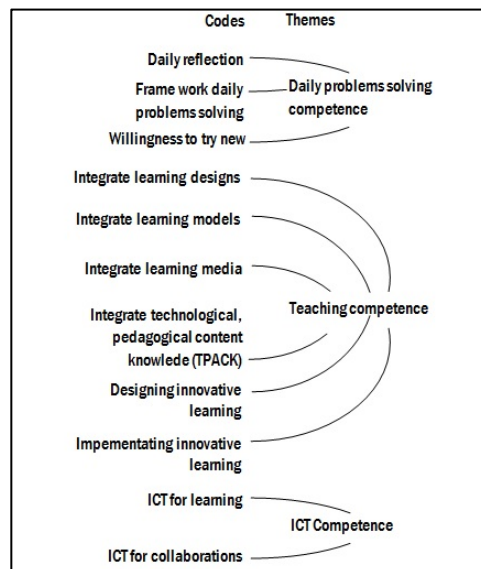 Codes Themes
Daily reflection
Frame work daily
problems solving
Daily problems solving
competence
Willingness to try new
Integrate learning designs
Integrate learning models
Integrate learning media
Integrate technological,
pedagogical content
knowlede (TPACK)
Teaching competence
Designing innovative
learning
Impementating innovative
learning
ICT for learning
ICT Competence
ICT for collaborations